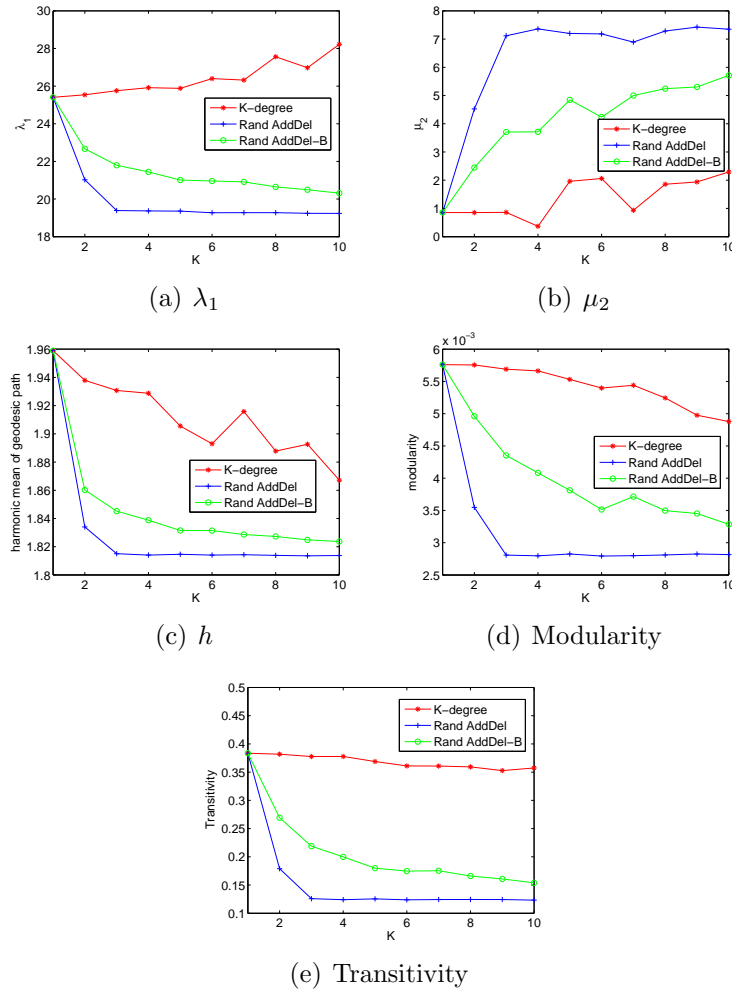 30
28
26
24
22
20
18
λ1
2 4 6 8 10
K
K-degree
Rand AddDel
Rand AddDel-B
(a) λ1
8
7
6
5
4
3
2
1
0
μ2
2 4 6 8 10
K
K-degree
Rand AddDel
Rand AddDel-B
(b) μ2
1.96
1.94
1.92
1.9
1.88
1.86
1.84
1.82
1.8
harmonic mean of geodesic path
2 4 6 8 10
K
K-degree
Rand AddDel
Rand AddDel-B
(c) h
x 10⁻³
6
5.5
5
4.5
4
3.5
3
2.5
modularity
2 4 6 8 10
K
K-degree
Rand AddDel
Rand AddDel-B
(d) Modularity
0.5
0.45
0.4
0.35
0.3
0.25
0.2
0.15
0.1
Transitivity
2 4 6 8 10
K
K-degree
Rand AddDel
Rand AddDel-B
(e) Transitivity